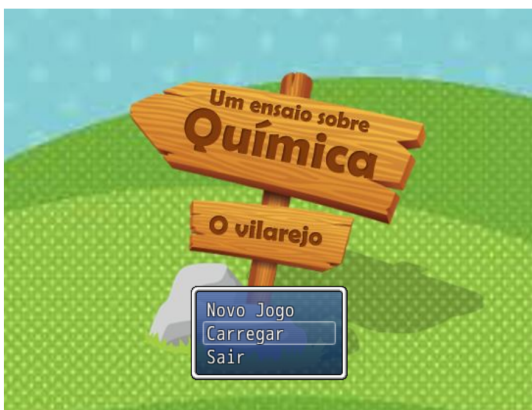 Um ensaio sobre
Química
O vilarejo
Novo Jogo
Carregar
Sair